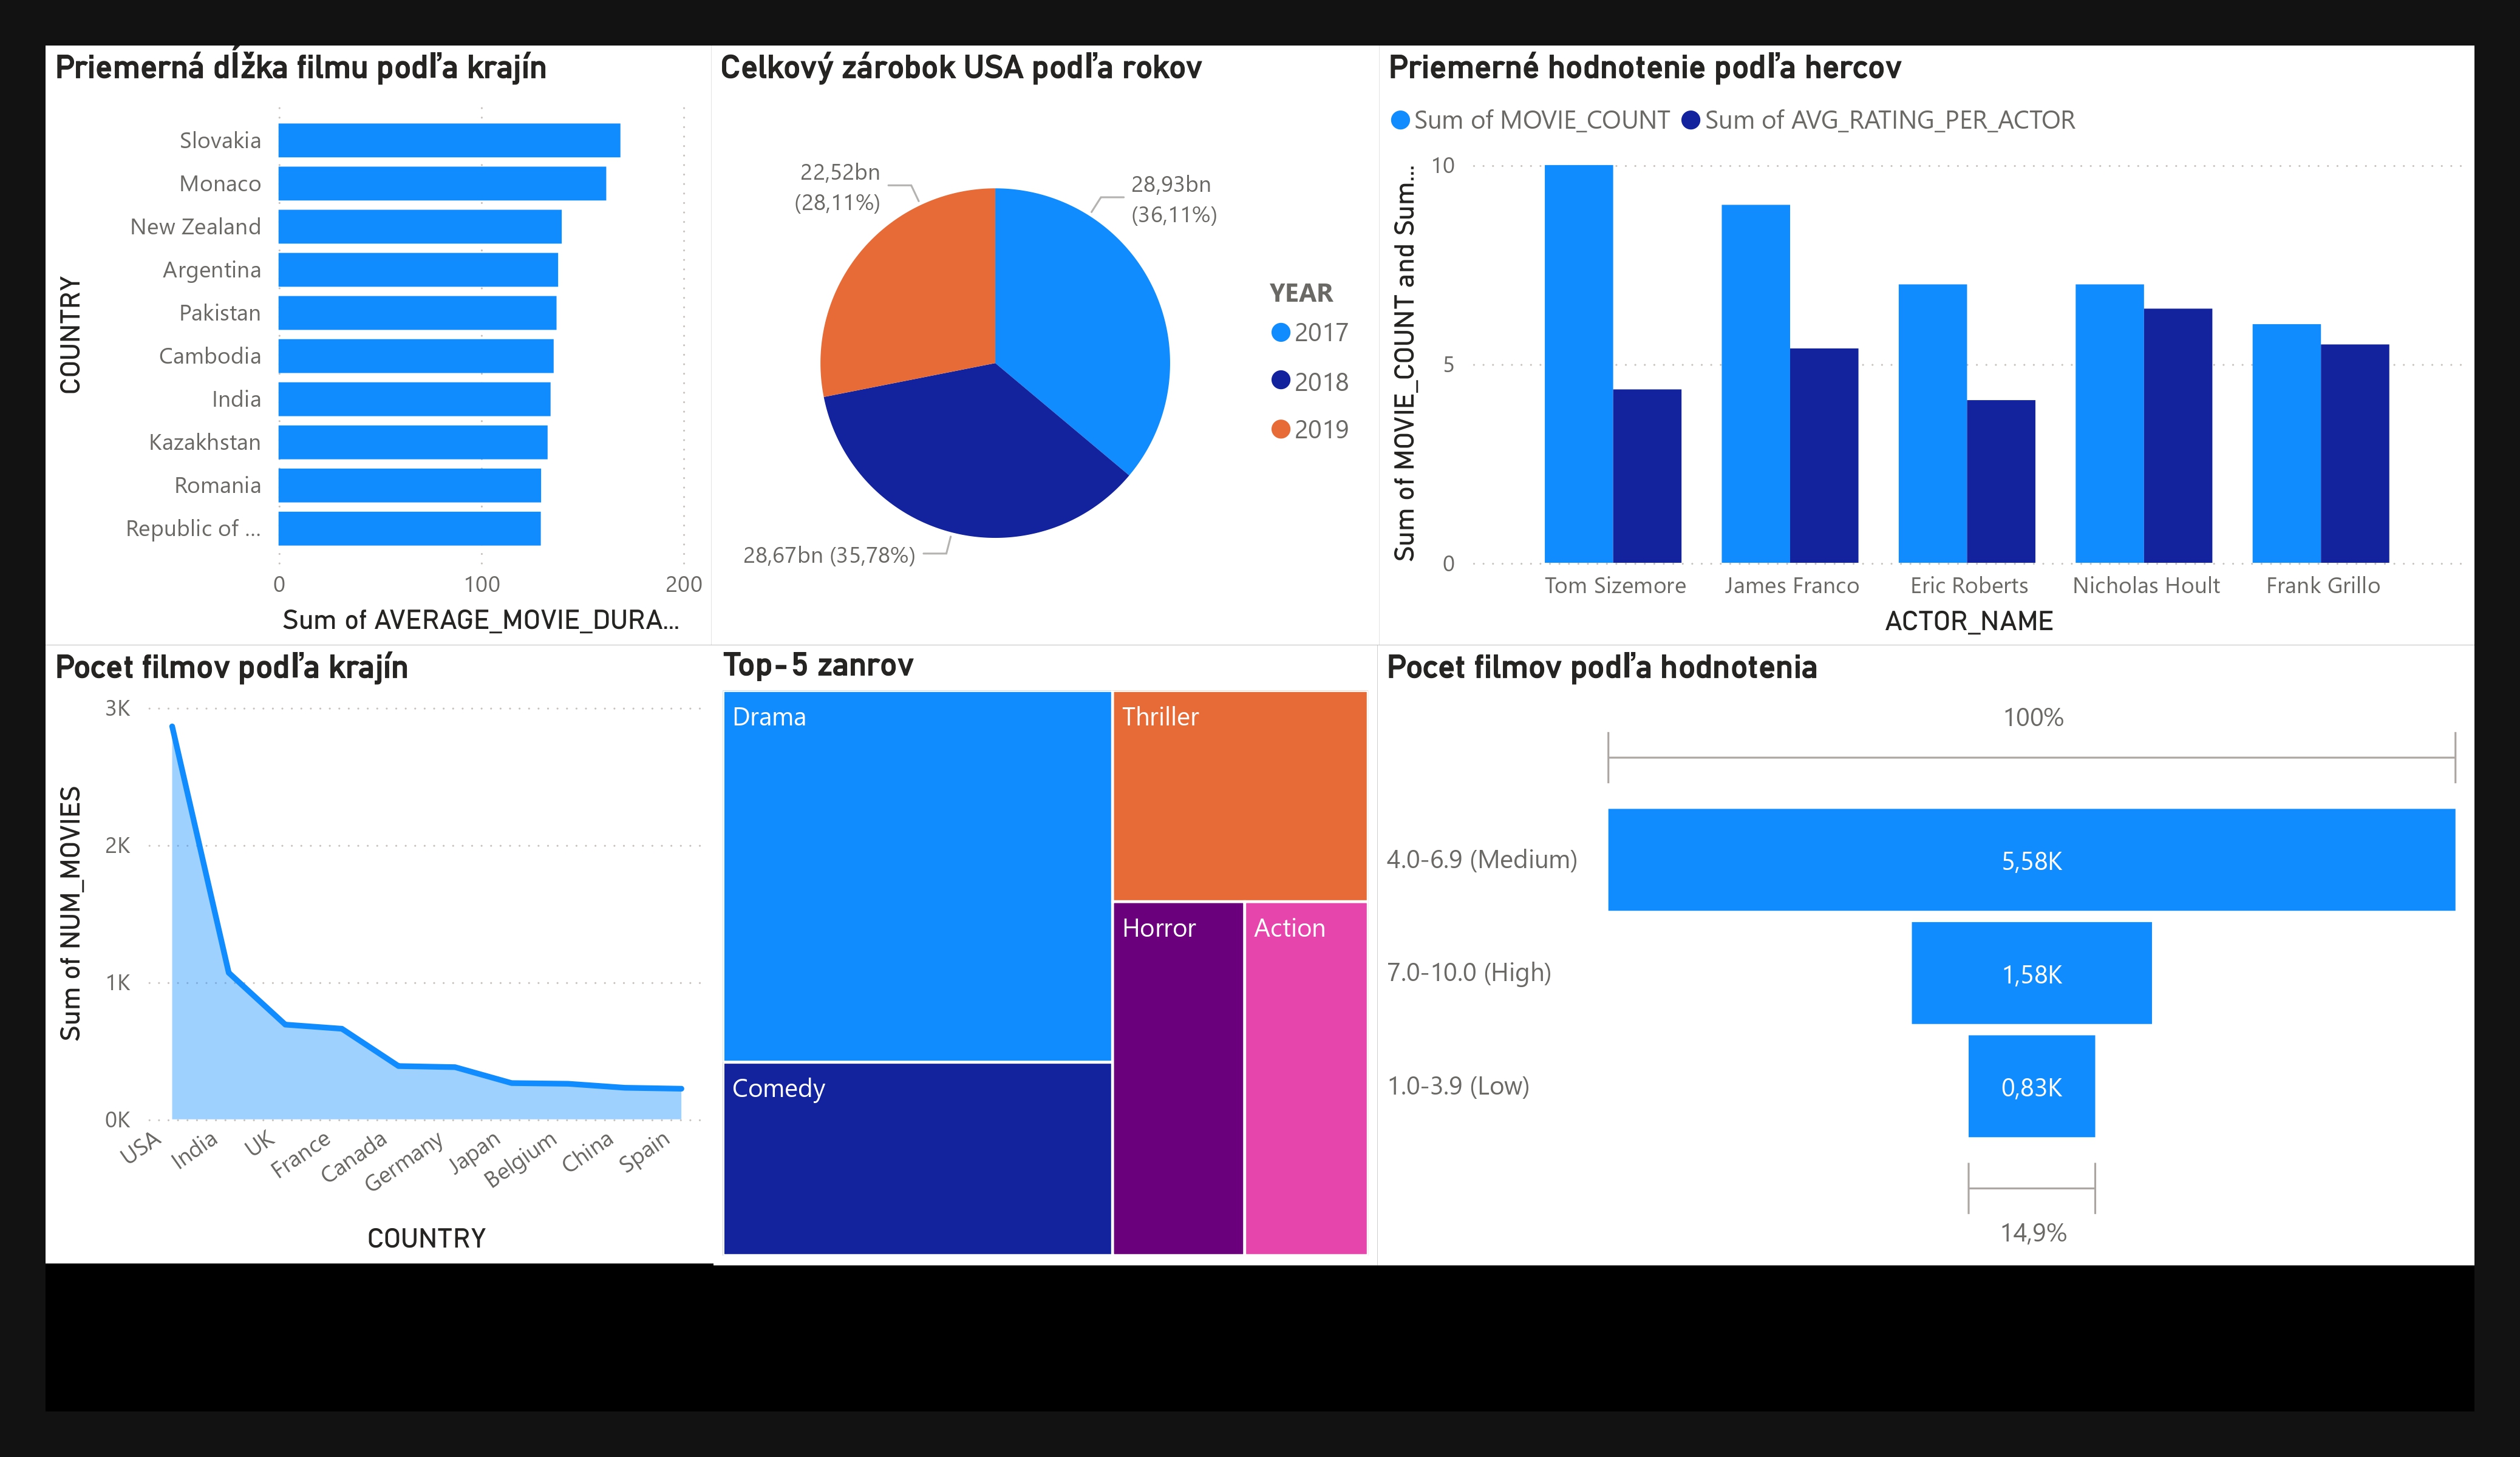 Priemerná dĺžka filmu podľa krajín
COUNTRY
Slovakia
Monaco
New Zealand
Argentina
Pakistan
Cambodia
India
Kazakhstan
Romania
Republic of ...
0 100 200
Sum of AVERAGE_MOVIE_DURA...
Celkový zárobok USA podľa rokov
22,52bn
(28,11%)
28,93bn
(36,11%)
28,67bn (35,78%)
YEAR
2017
2018
2019
Priemerné hodnotenie podľa hercov
Sum of MOVIE_COUNT Sum of AVG_RATING_PER_ACTOR
Sum of MOVIE_COUNT and Sum...
10
5
0
Tom Sizemore James Franco Eric Roberts Nicholas Hoult Frank Grillo
ACTOR_NAME
Pocet filmov podľa krajín
Sum of NUM_MOVIES
3K
2K
1K
0K
USA India UK France Canada Germany Japan Belgium China Spain
COUNTRY
Top-5 zanrov
Drama
Thriller
Horror
Action
Comedy
Pocet filmov podľa hodnotenia
100%
4.0-6.9 (Medium) 5,58K
7.0-10.0 (High) 1,58K
1.0-3.9 (Low) 0,83K
14,9%